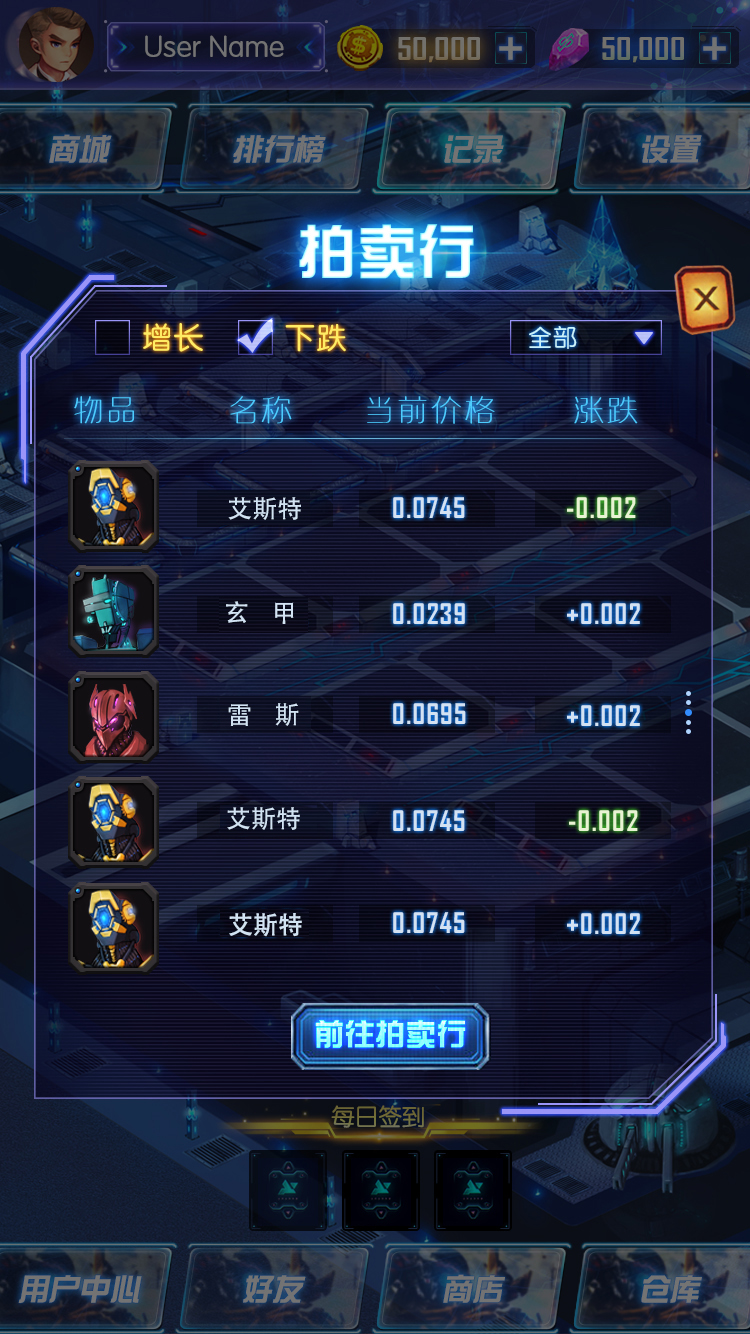 User Name 50,000 50,000
商城 排行榜 记录 设置
拍卖行
增长 下跌 全部
物品 名称 当前价格 涨跌
艾斯特 0.0745 -0.002
玄 甲 0.0239 +0.002
雷 斯 0.0695 +0.002
艾斯特 0.0745 -0.002
艾斯特 0.0745 +0.002
前往拍卖行
每日签到
用户中心 好友 商店 仓库